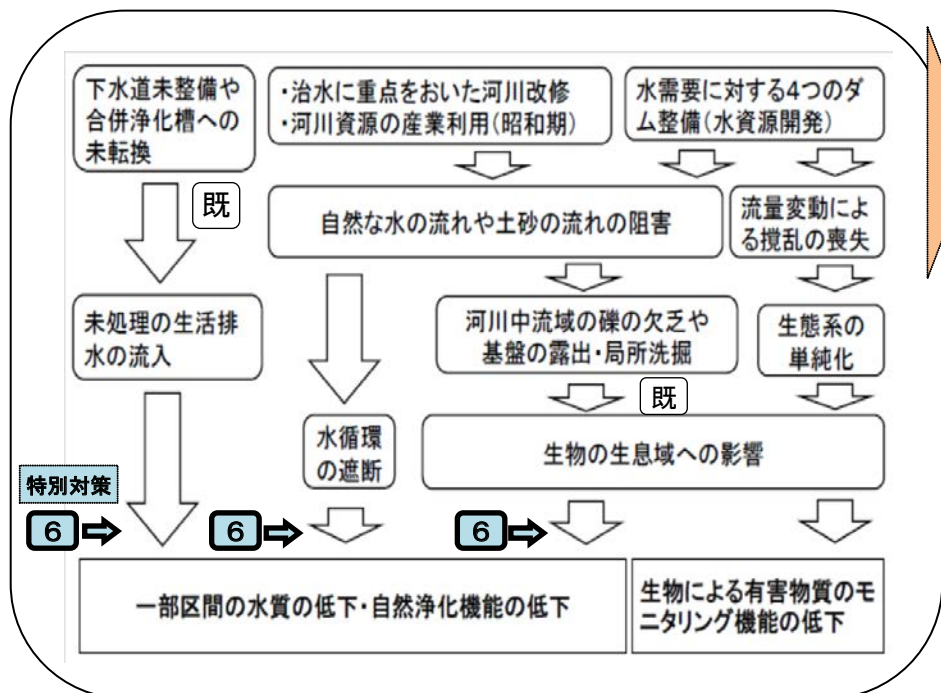 下水道未整備や
合併浄化槽への
未転換
・治水に重点をおいた河川改修
・河川資源の産業利用(昭和期)
水需要に対する4つのダ
ム整備(水資源開発)
既
自然な水の流れや土砂の流れの阻害
流量変動によ
る撹乱の喪失
未処理の生活排
水の流入
河川中流域の礫の欠乏や
基盤の露出・局所洗掘
生態系の
単純化
既
水循環
の遮断
生物の生息域への影響
特別対策
6
6
6
一部区間の水質の低下・自然浄化機能の低下
生物による有害物質のモ
ニタリング機能の低下